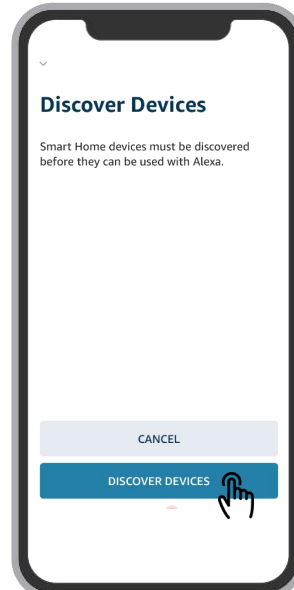 Discover Devices
Smart Home devices must be discovered
before they can be used with Alexa.
CANCEL
DISCOVER DEVICES